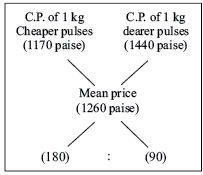 C.P. of 1 kg C.P. of 1 kg
Cheaper pulses dearer pulses
(1170 paise) (1440 paise)
Mean price
(1260 paise)
(180) : (90)